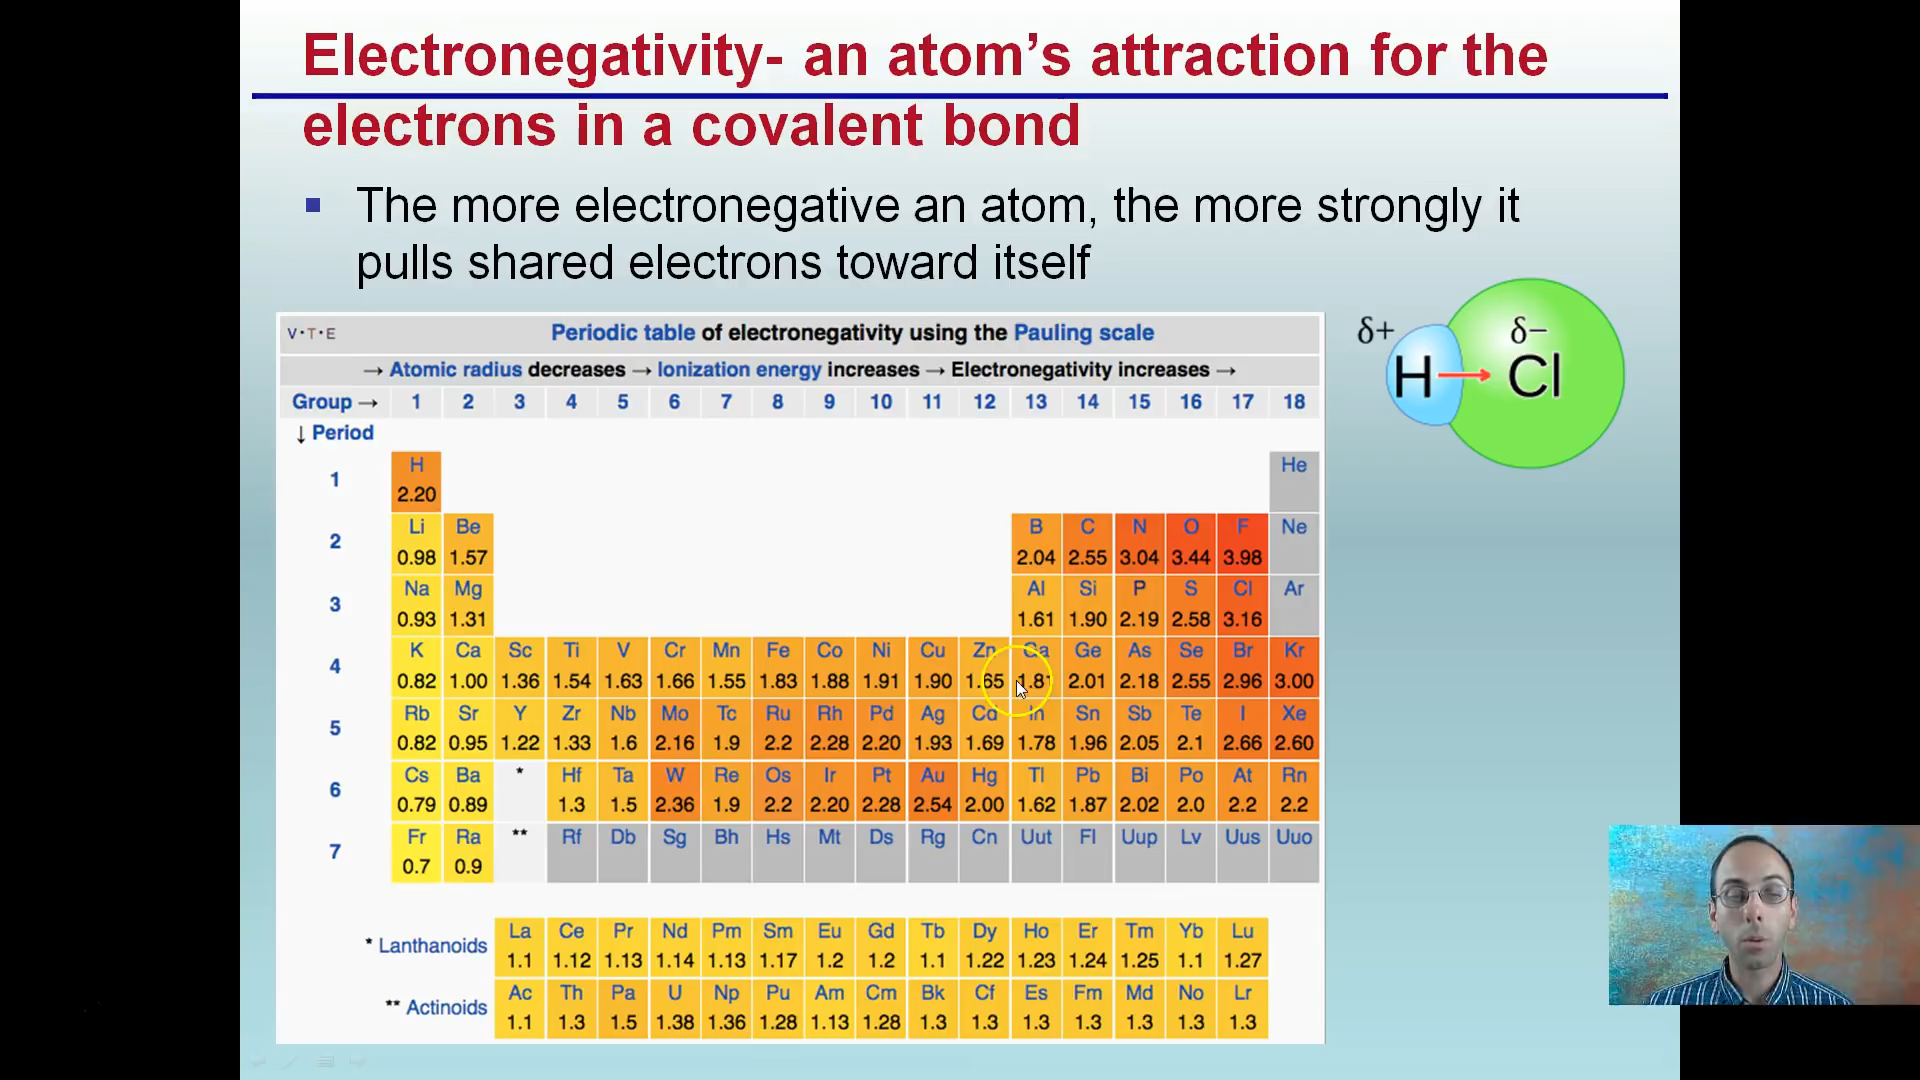 Electronegativity- an atom’s attraction for the
electrons in a covalent bond
▪ The more electronegative an atom, the more strongly it
pulls shared electrons toward itself
δ+ δ−
H Cl
V·T·E Periodic table of electronegativity using the Pauling scale
→ Atomic radius decreases → Ionization energy increases → Electronegativity increases →
Group → 1 2 3 4 5 6 7 8 9 10 11 12 13 14 15 16 17 18
↓ Period
H He
1
2.20
Li Be B C N O F Ne
2
0.98 1.57 2.04 2.55 3.04 3.44 3.98
Na Mg Al Si P S Cl Ar
3
0.93 1.31 1.61 1.90 2.19 2.58 3.16
K Ca Sc Ti V Cr Mn Fe Co Ni Cu Zn Ga Ge As Se Br Kr
4
0.82 1.00 1.36 1.54 1.63 1.66 1.55 1.83 1.88 1.91 1.90 1.65 1.81 2.01 2.18 2.55 2.96 3.00
Rb Sr Y Zr Nb Mo Tc Ru Rh Pd Ag Cd In Sn Sb Te I Xe
5
0.82 0.95 1.22 1.33 1.6 2.16 1.9 2.2 2.28 2.20 1.93 1.69 1.78 1.96 2.05 2.1 2.66 2.60
Cs Ba * Hf Ta W Re Os Ir Pt Au Hg Tl Pb Bi Po At Rn
6
0.79 0.89 1.3 1.5 2.36 1.9 2.2 2.20 2.28 2.54 2.00 1.62 1.87 2.02 2.0 2.2 2.2
Fr Ra ** Rf Db Sg Bh Hs Mt Ds Rg Cn Uut Fl Uup Lv Uus Uuo
7
0.7 0.9
La Ce Pr Nd Pm Sm Eu Gd Tb Dy Ho Er Tm Yb Lu
* Lanthanoids
1.1 1.12 1.13 1.14 1.13 1.17 1.2 1.2 1.1 1.22 1.23 1.24 1.25 1.1 1.27
Ac Th Pa U Np Pu Am Cm Bk Cf Es Fm Md No Lr
** Actinoids
1.1 1.3 1.5 1.38 1.36 1.28 1.13 1.28 1.3 1.3 1.3 1.3 1.3 1.3 1.3